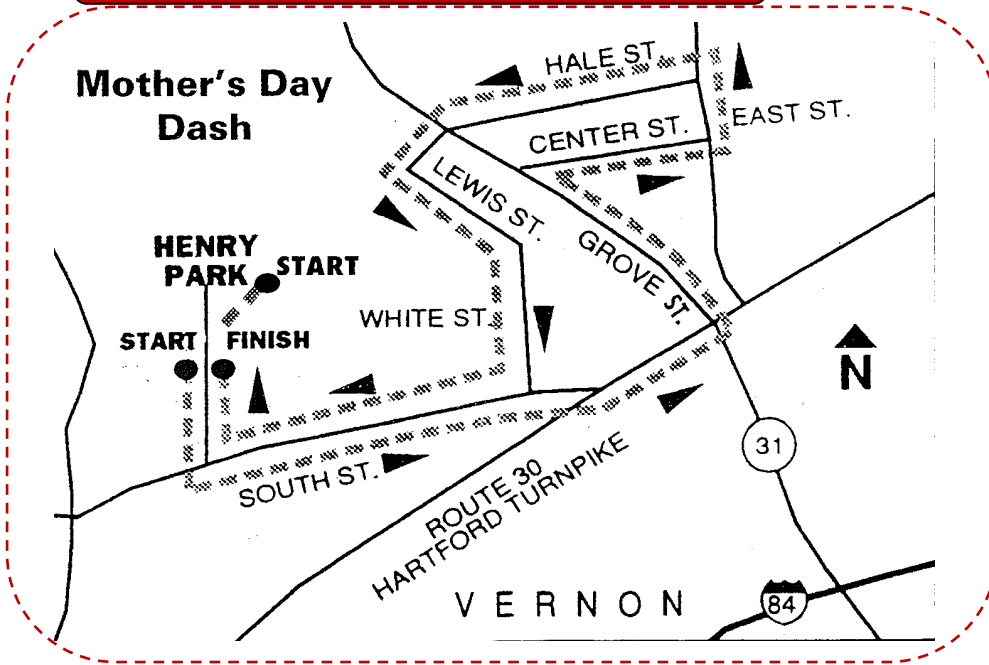 Mother's Day
Dash
HALE ST.
EAST ST.
CENTER ST.
LEWIS ST.
GROVE ST.
HENRY
PARK
START
WHITE ST.
START
FINISH
N
31
SOUTH ST.
ROUTE 30
HARTFORD TURNPIKE
VERNON
84